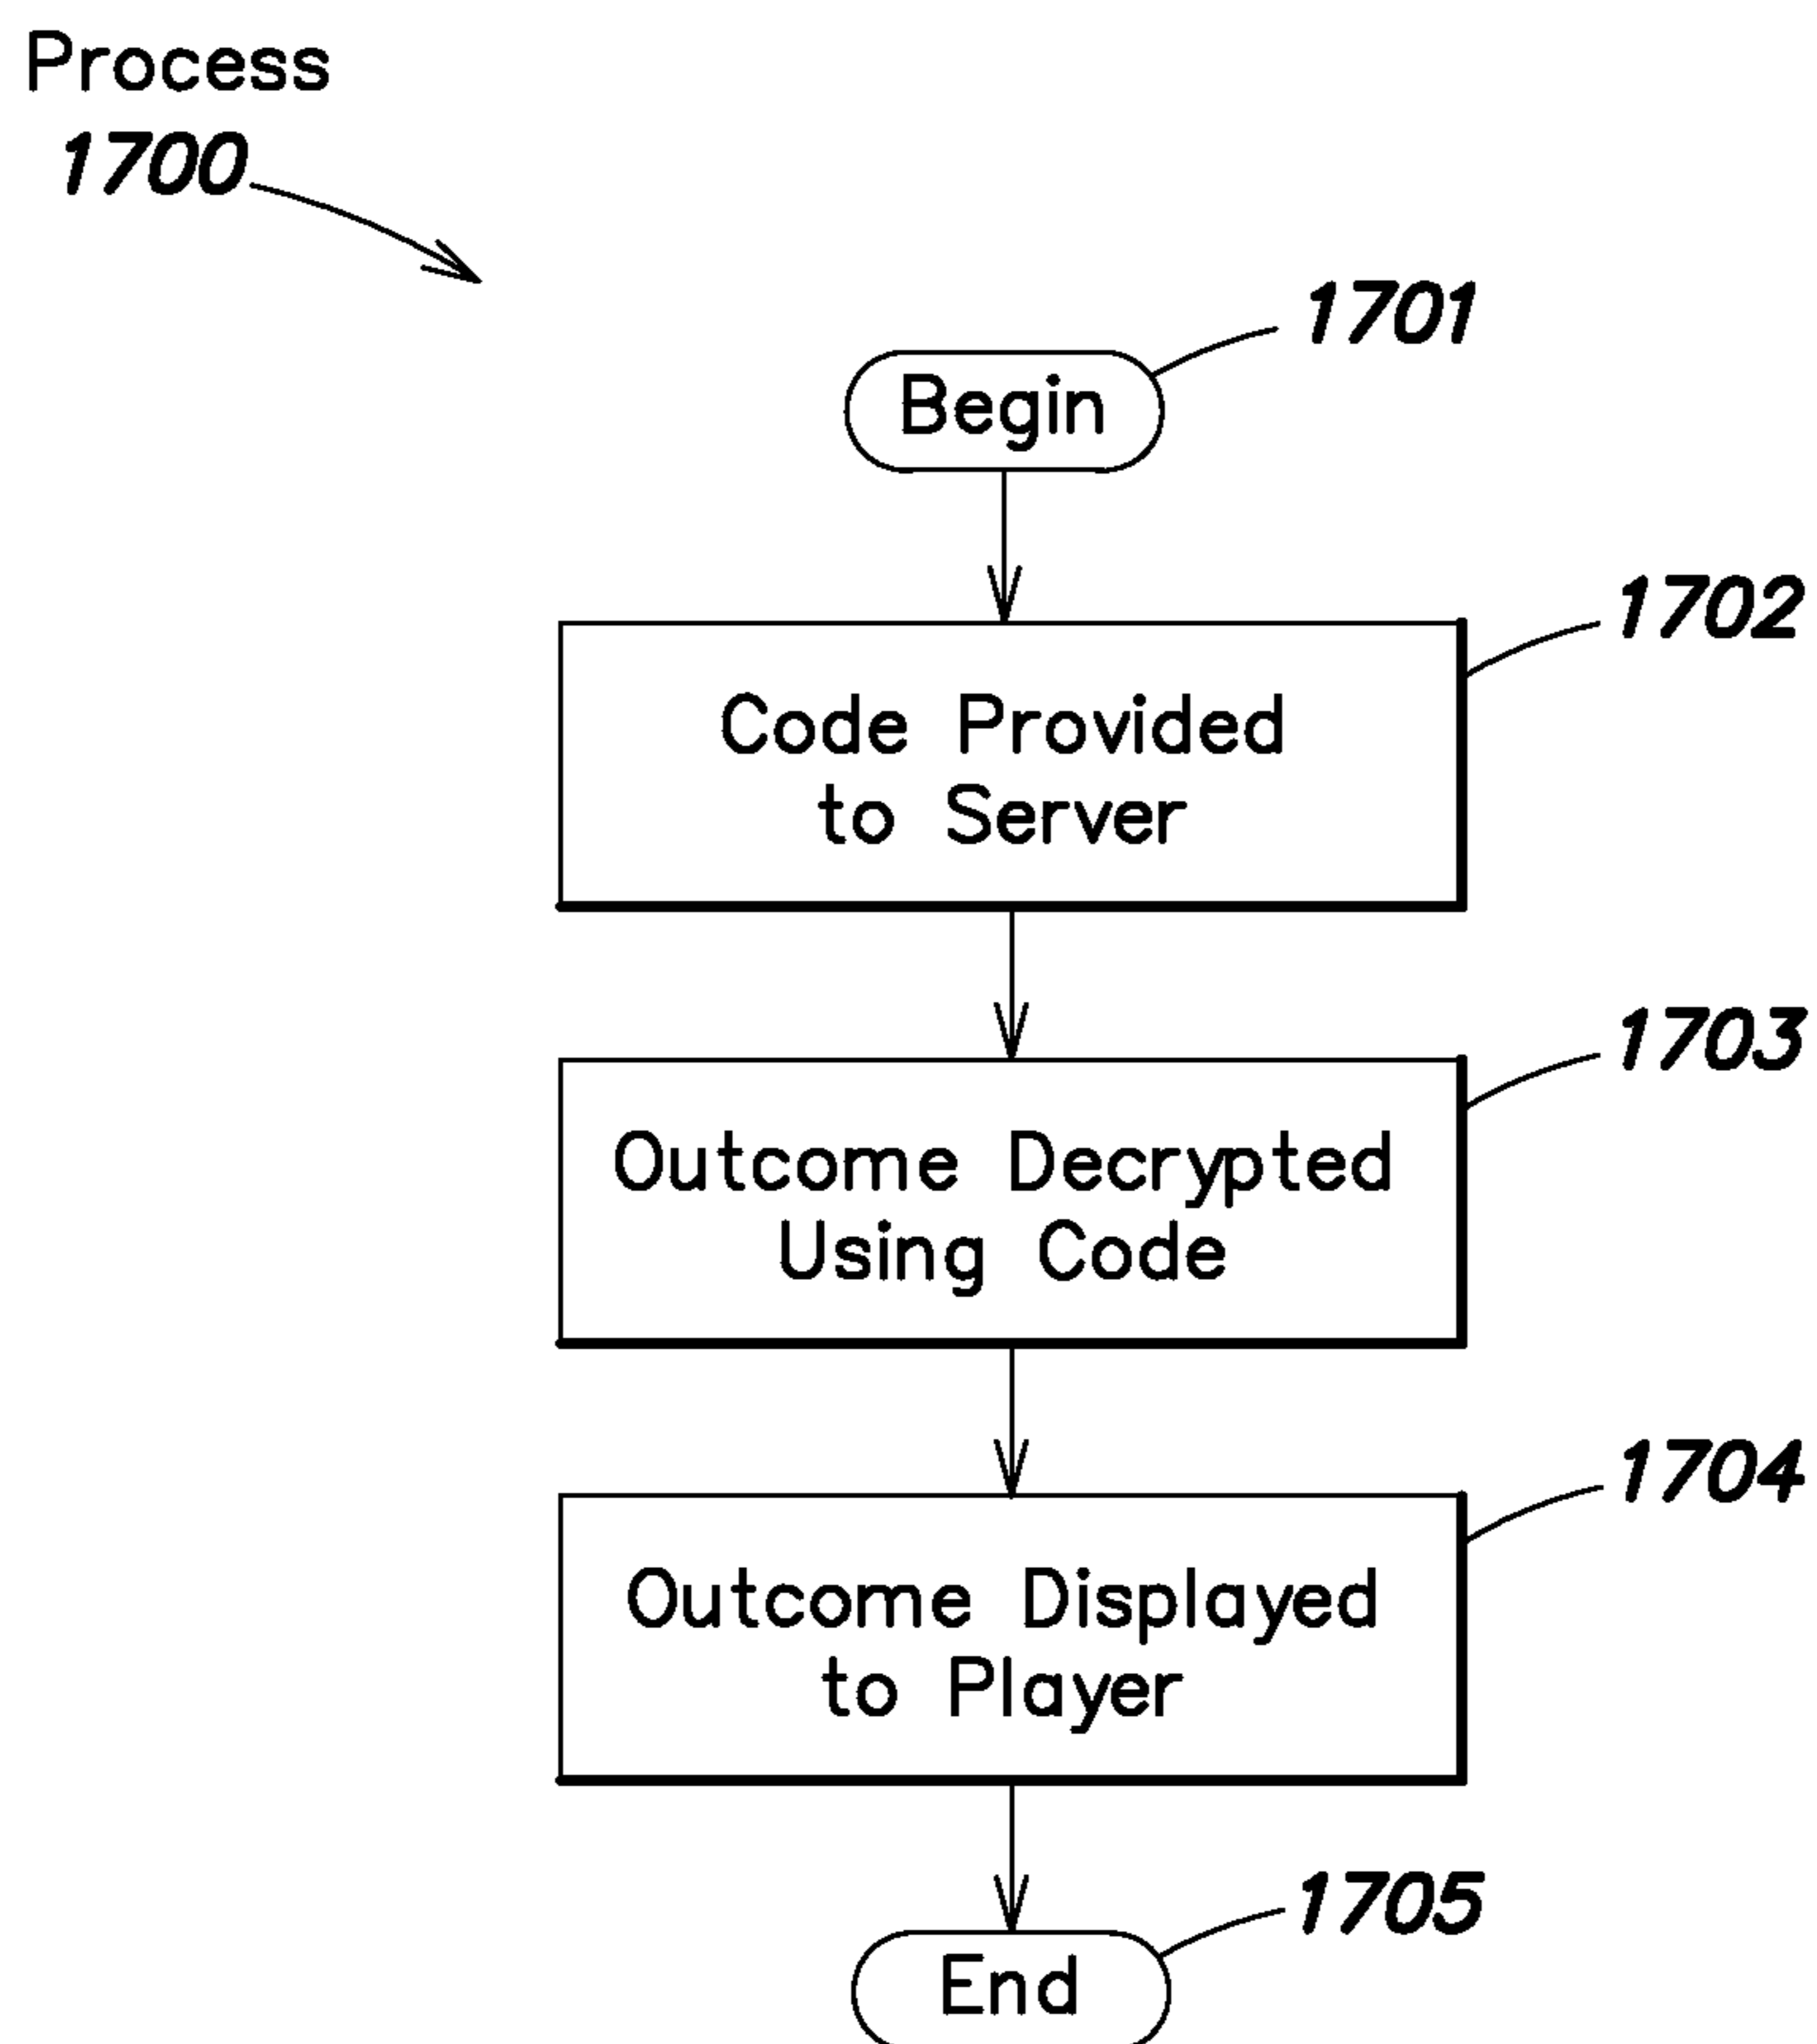 Process
1700
1701
Begin
1702
Code Provided
to Server
1703
Outcome Decrypted
Using Code
1704
Outcome Displayed
to Player
1705
End